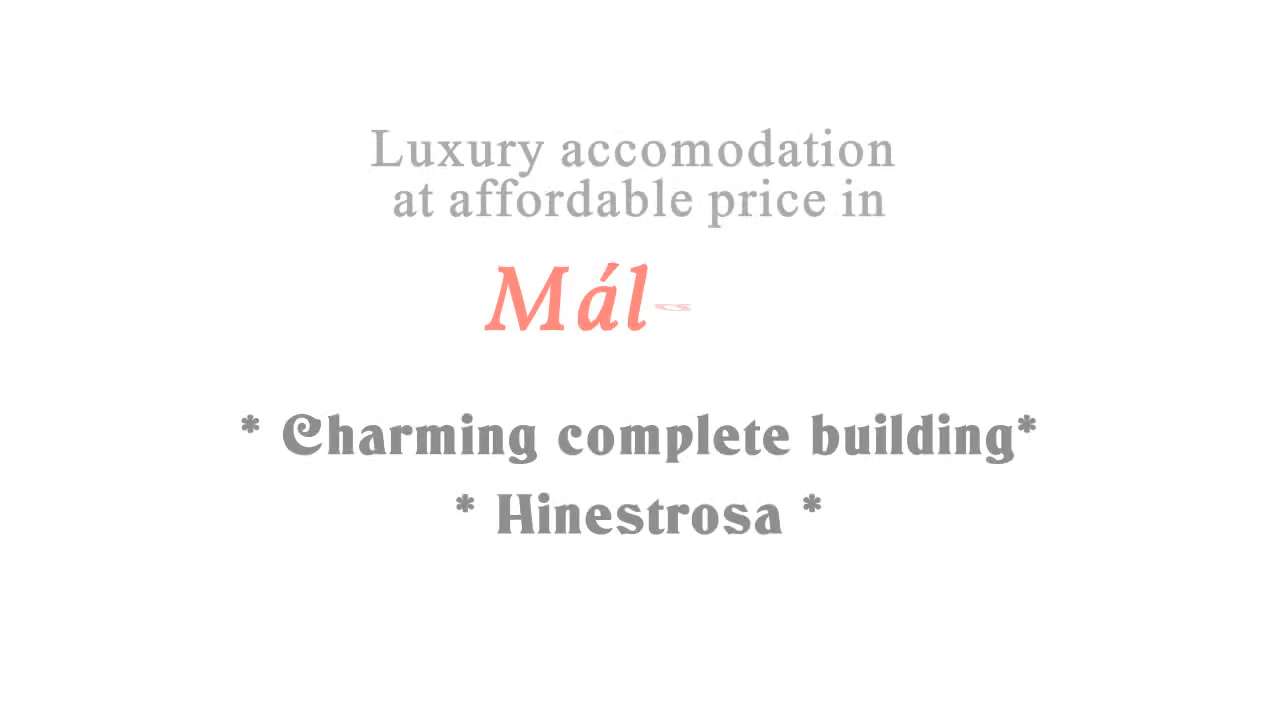 Luxury accomodation
at affordable price in
Mál
* Charming complete building*
* Hinestrosa *